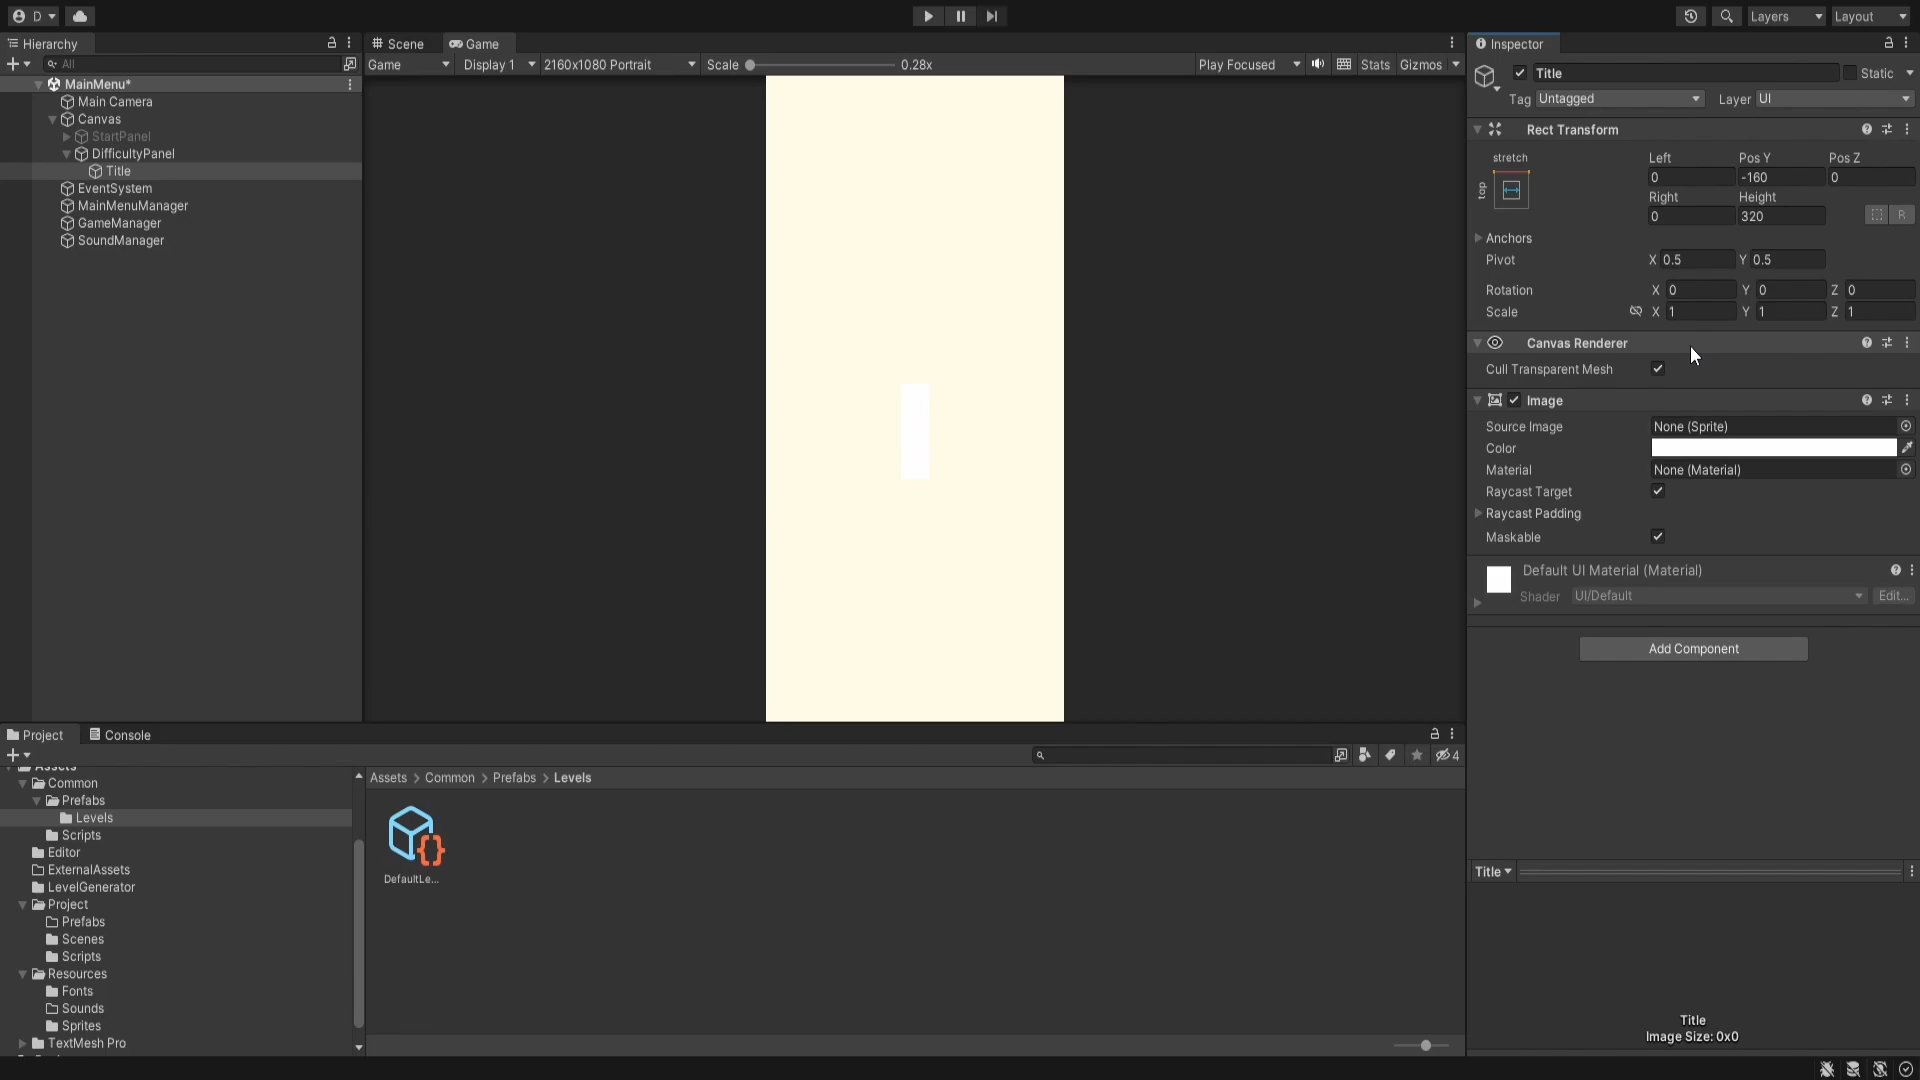 D
Layers
Layout
Hierarchy
All
MainMenu*
Main Camera
Canvas
StartPanel
DifficultyPanel
Title
EventSystem
MainMenuManager
GameManager
SoundManager
Scene
Game
Game
Display 1
2160x1080 Portrait
Scale
0.28x
Play Focused
Stats
Gizmos
Inspector
Title
Static
Tag
Untagged
Layer
UI
Rect Transform
stretch
top
Left
Pos Y
Pos Z
0
-160
0
Right
Height
0
320
R
Anchors
Pivot
X 0.5
Y 0.5
Rotation
X 0
Y 0
Z 0
Scale
X 1
Y 1
Z 1
Canvas Renderer
Cull Transparent Mesh
Image
Source Image
None (Sprite)
Color
Material
None (Material)
Raycast Target
Raycast Padding
Maskable
Default UI Material (Material)
Shader
UI/Default
Edit...
Add Component
Title
Title
Image Size: 0x0
Project
Console
4
Assets
Common
Prefabs
Levels
Scripts
Editor
ExternalAssets
LevelGenerator
Project
Prefabs
Scenes
Scripts
Resources
Fonts
Sounds
Sprites
TextMesh Pro
Assets > Common > Prefabs > Levels
DefaultLe...